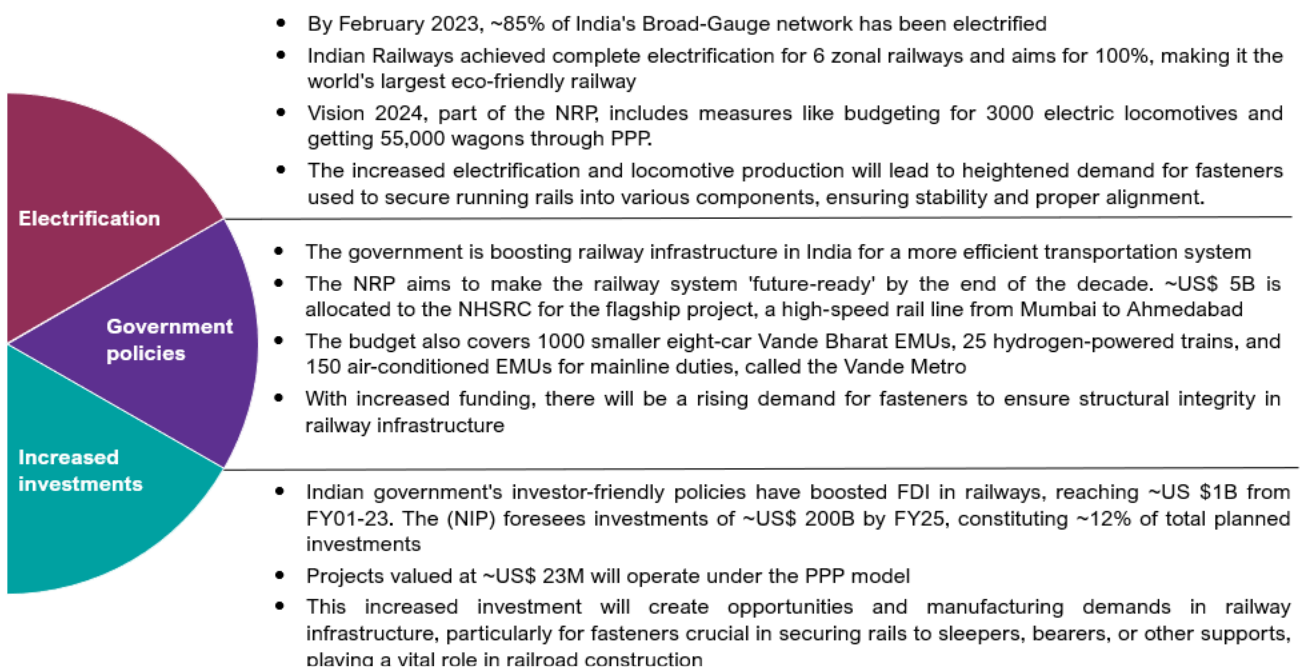 • By February 2023, ~85% of India's Broad-Gauge network has been electrified
• Indian Railways achieved complete electrification for 6 zonal railways and aims for 100%, making it the
world's largest eco-friendly railway
• Vision 2024, part of the NRP, includes measures like budgeting for 3000 electric locomotives and
getting 55,000 wagons through PPP.
• The increased electrification and locomotive production will lead to heightened demand for fasteners
used to secure running rails into various components, ensuring stability and proper alignment.
Electrification
• The government is boosting railway infrastructure in India for a more efficient transportation system
• The NRP aims to make the railway system 'future-ready' by the end of the decade. ~US$ 5B is
allocated to the NHSRC for the flagship project, a high-speed rail line from Mumbai to Ahmedabad
• The budget also covers 1000 smaller eight-car Vande Bharat EMUs, 25 hydrogen-powered trains, and
150 air-conditioned EMUs for mainline duties, called the Vande Metro
• With increased funding, there will be a rising demand for fasteners to ensure structural integrity in
railway infrastructure
Government
policies
• Indian government's investor-friendly policies have boosted FDI in railways, reaching ~US $1B from
FY01-23. The (NIP) foresees investments of ~US$ 200B by FY25, constituting ~12% of total planned
investments
• Projects valued at ~US$ 23M will operate under the PPP model
• This increased investment will create opportunities and manufacturing demands in railway
infrastructure, particularly for fasteners crucial in securing rails to sleepers, bearers, or other supports,
playing a vital role in railroad construction
Increased
investments